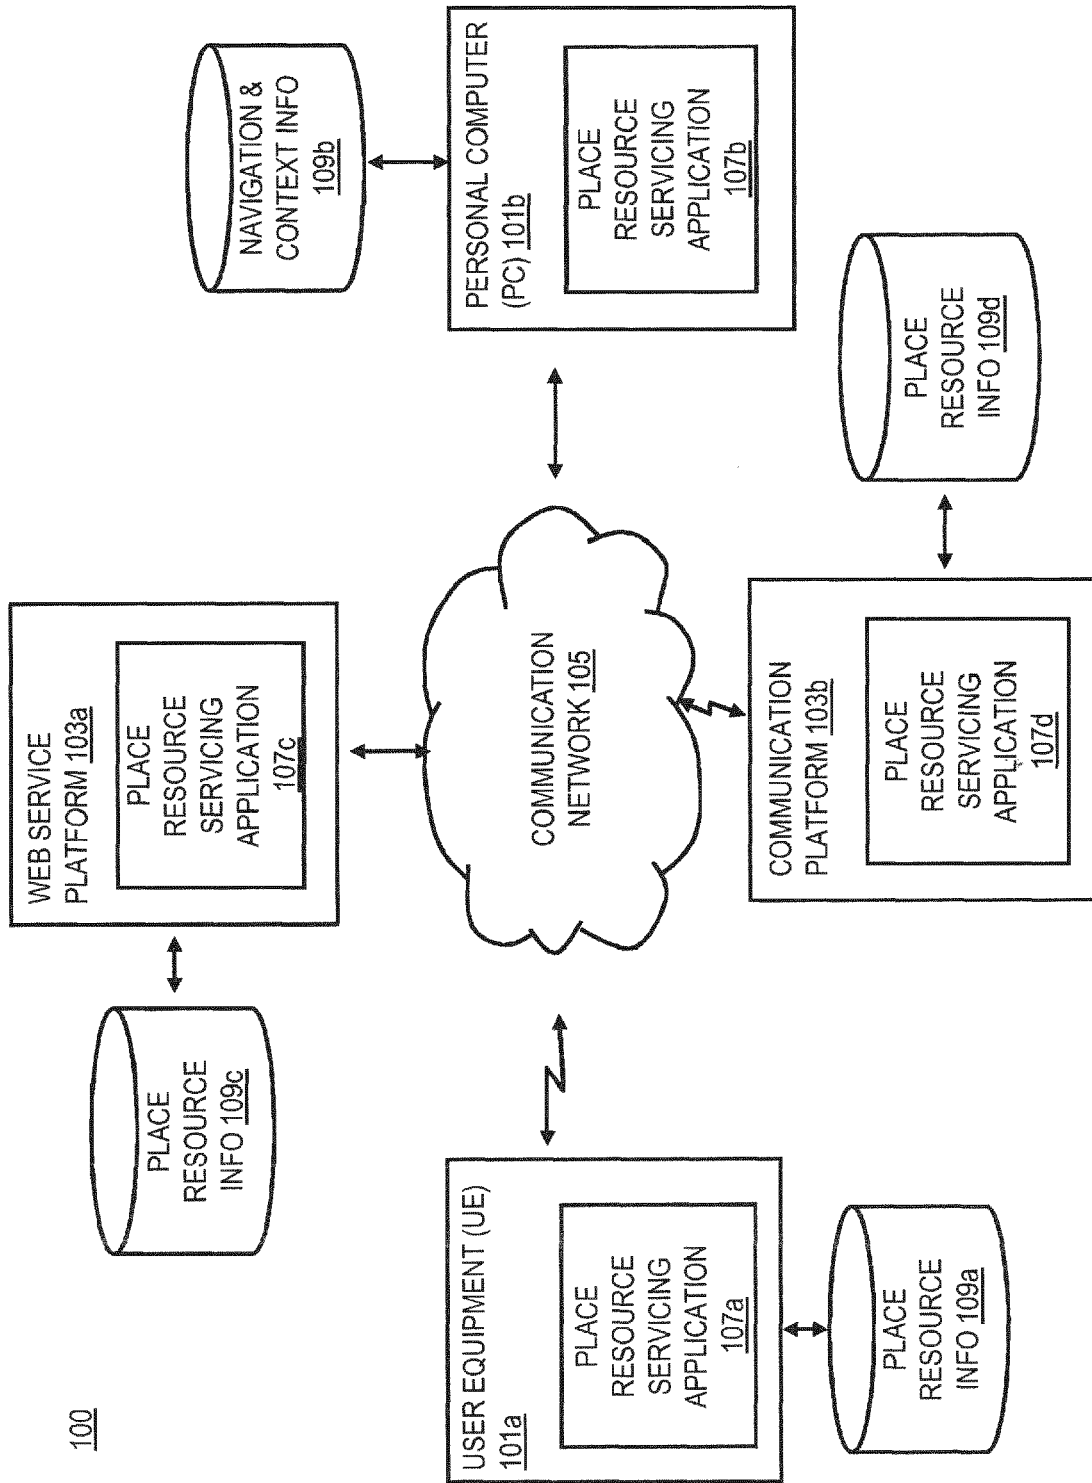 100
WEB SERVICE
PLATFORM 103a
PLACE
RESOURCE
SERVICING
APPLICATION
107c
PLACE
RESOURCE
INFO 109c
NAVIGATION &
CONTEXT INFO
109b
USER EQUIPMENT (UE)
101a
PLACE
RESOURCE
SERVICING
APPLICATION
107a
COMMUNICATION
NETWORK 105
PERSONAL COMPUTER
(PC) 101b
PLACE
RESOURCE
SERVICING
APPLICATION
107b
PLACE
RESOURCE
INFO 109a
COMMUNICATION
PLATFORM 103b
PLACE
RESOURCE
SERVICING
APPLICATION
107d
PLACE
RESOURCE
INFO 109d